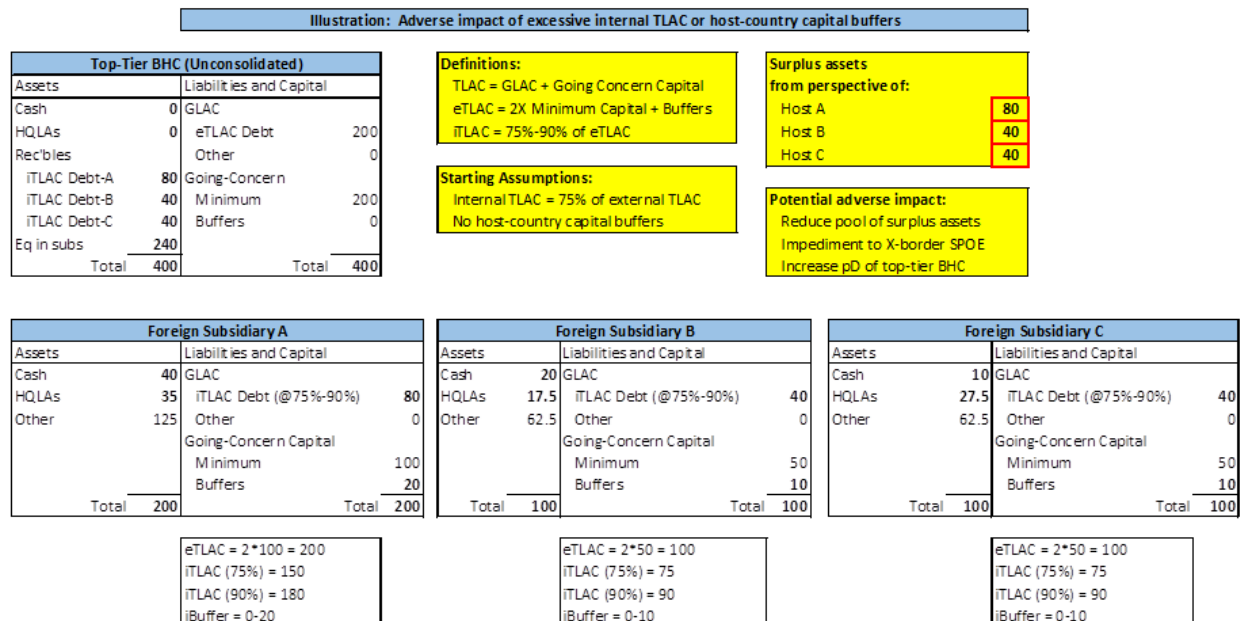 Illustration: Adverse impact of excessive internal TLAC or host-country capital buffers
Top-Tier BHC (Unconsolidated)
Assets Liabilities and Capital
Cash 0 GLAC
HQLAs 0 eTLAC Debt 200
Rec'bles Other 0
iTLAC Debt-A 80 Going-Concern
iTLAC Debt-B 40 Minimum 200
iTLAC Debt-C 40 Buffers 0
Eq in subs 240
Total 400 Total 400
Definitions:
TLAC = GLAC + Going Concern Capital
eTLAC = 2X Minimum Capital + Buffers
iTLAC = 75%-90% of eTLAC
Starting Assumptions:
Internal TLAC = 75% of external TLAC
No host-country capital buffers
Surplus assets
from perspective of:
Host A 80
Host B 40
Host C 40
Potential adverse impact:
Reduce pool of surplus assets
Impediment to X-border SPOE
Increase pD of top-tier BHC
Foreign Subsidiary A
Assets Liabilities and Capital
Cash 40 GLAC
HQLAs 35 iTLAC Debt (@75%-90%) 80
Other 125 Other 0
Going-Concern Capital
Minimum 100
Buffers 20
Total 200 Total 200
eTLAC = 2*100 = 200
iTLAC (75%) = 150
iTLAC (90%) = 180
iBuffer = 0-20
Foreign Subsidiary B
Assets Liabilities and Capital
Cash 20 GLAC
HQLAs 17.5 iTLAC Debt (@75%-90%) 40
Other 62.5 Other 0
Going-Concern Capital
Minimum 50
Buffers 10
Total 100 Total 100
eTLAC = 2*50 = 100
iTLAC (75%) = 75
iTLAC (90%) = 90
iBuffer = 0-10
Foreign Subsidiary C
Assets Liabilities and Capital
Cash 10 GLAC
HQLAs 27.5 iTLAC Debt (@75%-90%) 40
Other 62.5 Other 0
Going-Concern Capital
Minimum 50
Buffers 10
Total 100 Total 100
eTLAC = 2*50 = 100
iTLAC (75%) = 75
iTLAC (90%) = 90
iBuffer = 0-10